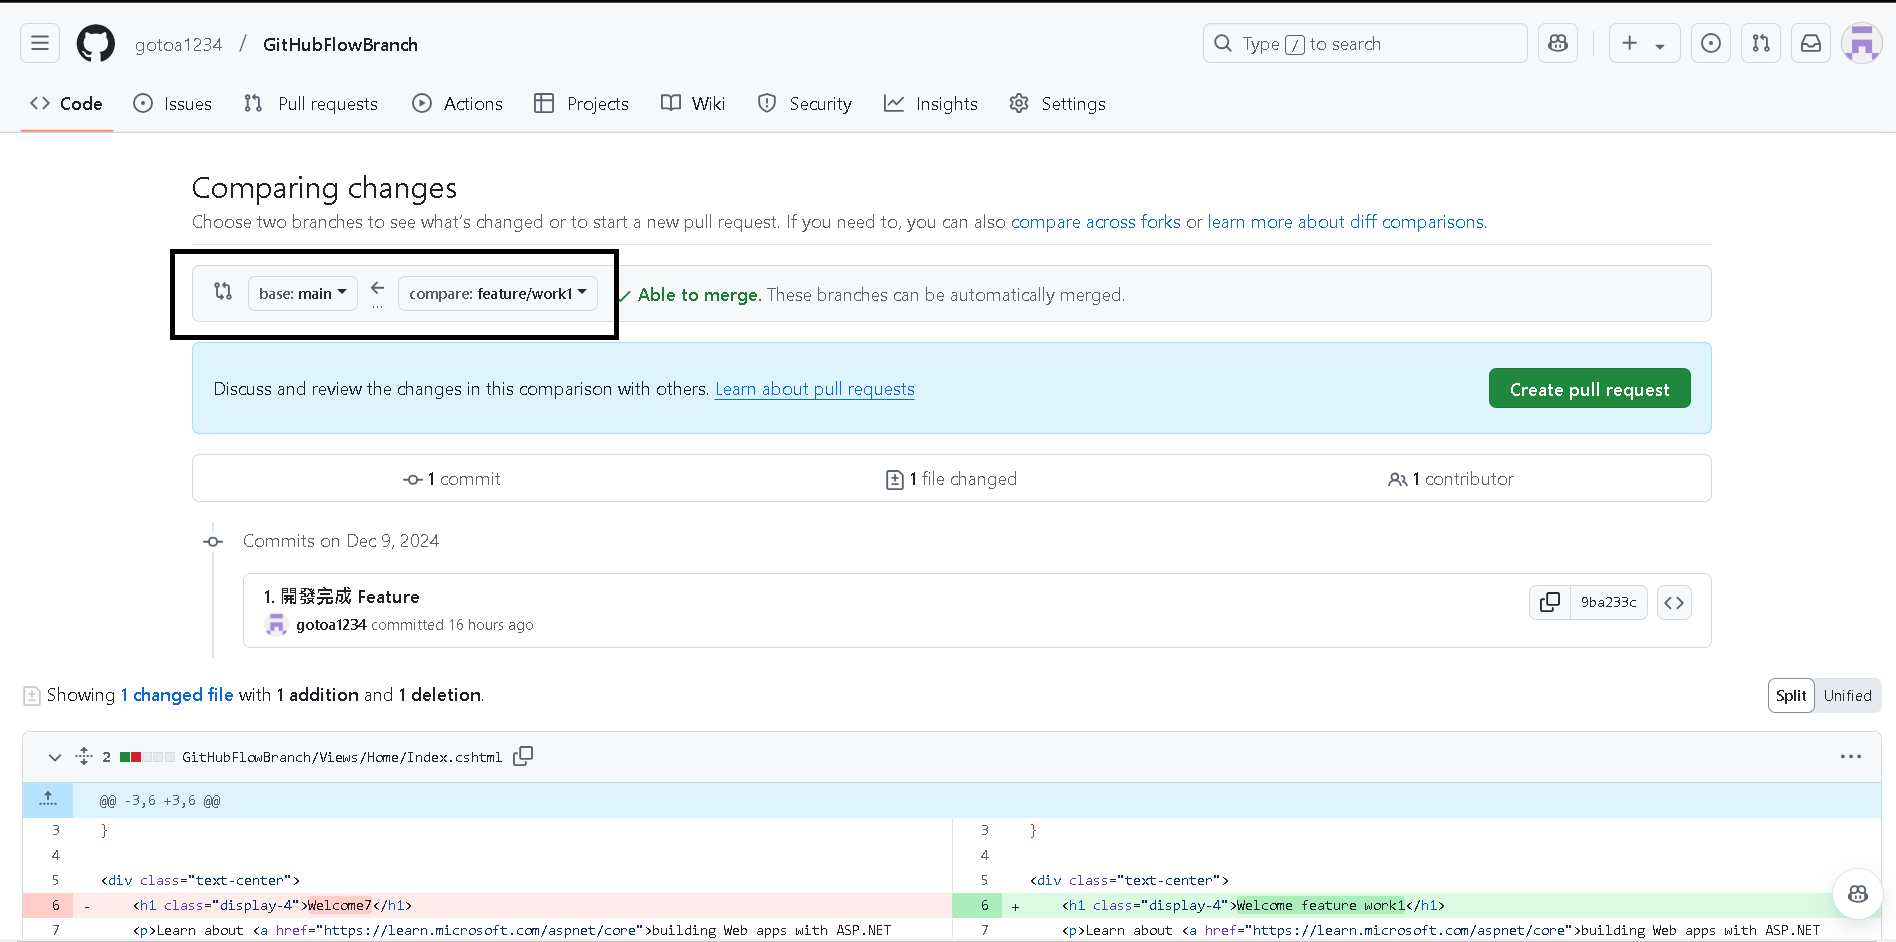 gotoa1234 / GitHubFlowBranch
Type / to search
Code Issues Pull requests Actions Projects Wiki Security Insights Settings
Comparing changes
Choose two branches to see what's changed or to start a new pull request. If you need to, you can also compare across forks or learn more about diff comparisons.
base: main ← ... compare: feature/work1 ✓ Able to merge. These branches can be automatically merged.
Discuss and review the changes in this comparison with others. Learn about pull requests
Create pull request
1 commit 1 file changed 1 contributor
Commits on Dec 9, 2024
1. 開發完成 Feature
gotoa1234 committed 16 hours ago
9ba233c
Showing 1 changed file with 1 addition and 1 deletion.
Split Unified
2 GitHubFlowBranch/Views/Home/Index.cshtml
@@ -3,6 +3,6 @@
3 } 3 }
4 4
5 <div class="text-center"> 5 <div class="text-center">
6 - <h1 class="display-4">Welcome7</h1> 6 + <h1 class="display-4">Welcome feature work1</h1>
7 <p>Learn about <a href="https://learn.microsoft.com/aspnet/core">building Web apps with ASP.NET 7 <p>Learn about <a href="https://learn.microsoft.com/aspnet/core">building Web apps with ASP.NET